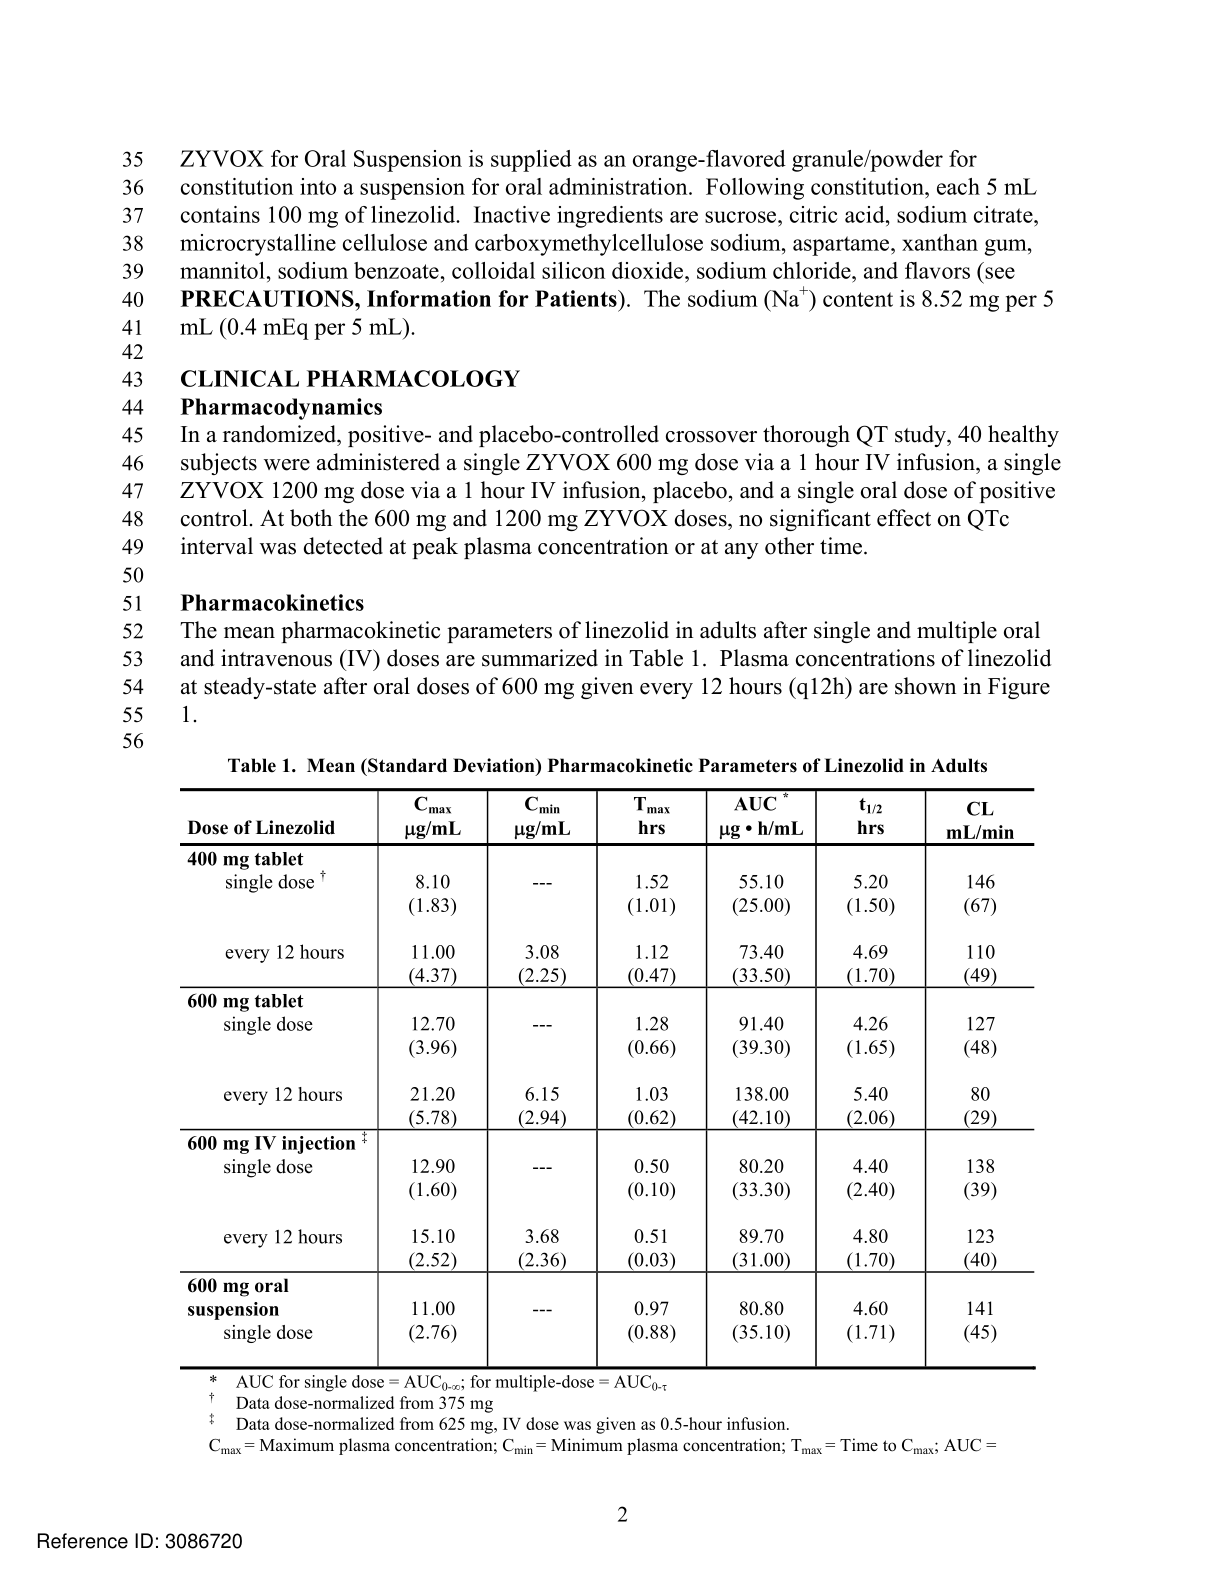 35 ZYVOX for Oral Suspension is supplied as an orange-flavored granule/powder for
36 constitution into a suspension for oral administration.  Following constitution, each 5 mL
37 contains 100 mg of linezolid.  Inactive ingredients are sucrose, citric acid, sodium citrate,
38 microcrystalline cellulose and carboxymethylcellulose sodium, aspartame, xanthan gum,
39 mannitol, sodium benzoate, colloidal silicon dioxide, sodium chloride, and flavors (see
40 PRECAUTIONS, Information for Patients).  The sodium (Na⁺) content is 8.52 mg per 5
41 mL (0.4 mEq per 5 mL).
42
43 CLINICAL PHARMACOLOGY
44 Pharmacodynamics
45 In a randomized, positive- and placebo-controlled crossover thorough QT study, 40 healthy
46 subjects were administered a single ZYVOX 600 mg dose via a 1 hour IV infusion, a single
47 ZYVOX 1200 mg dose via a 1 hour IV infusion, placebo, and a single oral dose of positive
48 control. At both the 600 mg and 1200 mg ZYVOX doses, no significant effect on QTc
49 interval was detected at peak plasma concentration or at any other time.
50
51 Pharmacokinetics
52 The mean pharmacokinetic parameters of linezolid in adults after single and multiple oral
53 and intravenous (IV) doses are summarized in Table 1.  Plasma concentrations of linezolid
54 at steady-state after oral doses of 600 mg given every 12 hours (q12h) are shown in Figure
55 1.
56
Table 1.  Mean (Standard Deviation) Pharmacokinetic Parameters of Linezolid in Adults
Cmax Cmin Tmax AUC * t1/2 CL
Dose of Linezolid µg/mL µg/mL hrs µg • h/mL hrs mL/min
400 mg tablet
single dose † 8.10 --- 1.52 55.10 5.20 146
(1.83) (1.01) (25.00) (1.50) (67)
every 12 hours 11.00 3.08 1.12 73.40 4.69 110
(4.37) (2.25) (0.47) (33.50) (1.70) (49)
600 mg tablet
single dose 12.70 --- 1.28 91.40 4.26 127
(3.96) (0.66) (39.30) (1.65) (48)
every 12 hours 21.20 6.15 1.03 138.00 5.40 80
(5.78) (2.94) (0.62) (42.10) (2.06) (29)
600 mg IV injection ‡
single dose 12.90 --- 0.50 80.20 4.40 138
(1.60) (0.10) (33.30) (2.40) (39)
every 12 hours 15.10 3.68 0.51 89.70 4.80 123
(2.52) (2.36) (0.03) (31.00) (1.70) (40)
600 mg oral
suspension 11.00 --- 0.97 80.80 4.60 141
single dose (2.76) (0.88) (35.10) (1.71) (45)
* AUC for single dose = AUC0-∞; for multiple-dose = AUC0-τ
† Data dose-normalized from 375 mg
‡ Data dose-normalized from 625 mg, IV dose was given as 0.5-hour infusion.
Cmax = Maximum plasma concentration; Cmin = Minimum plasma concentration; Tmax = Time to Cmax; AUC =
2
Reference ID: 3086720